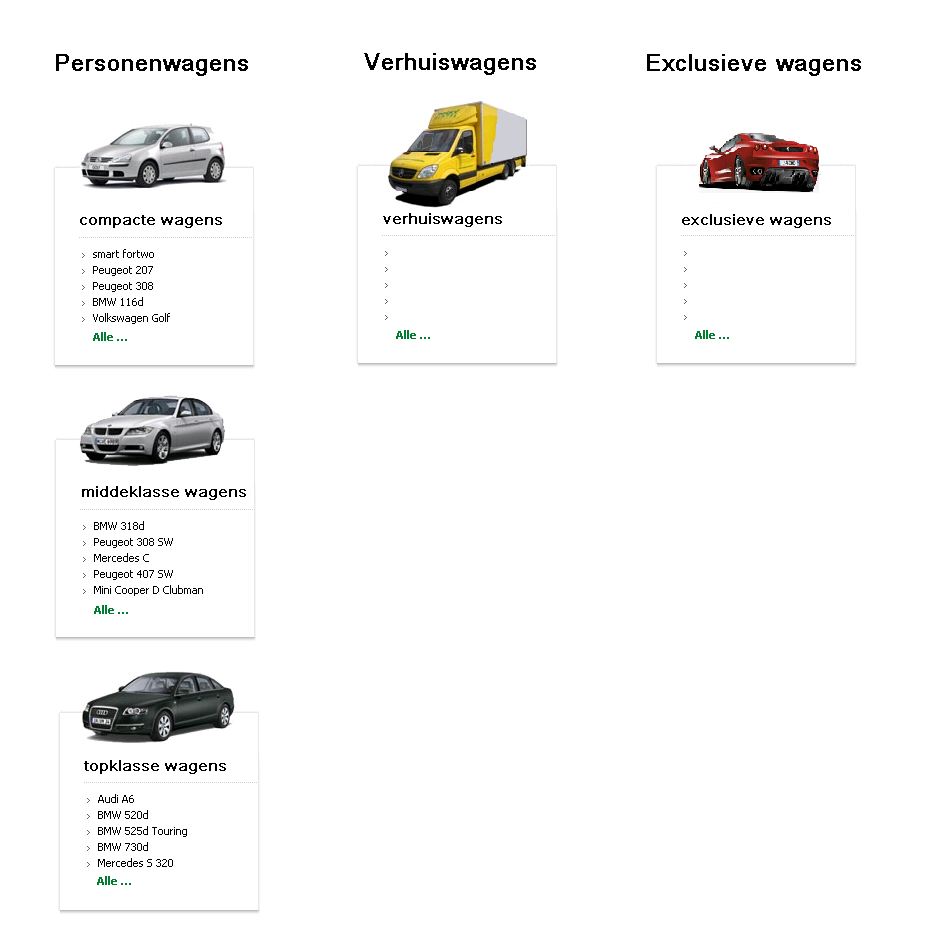 Personenwagens
Verhuiswagens
Exclusieve wagens
compacte wagens
smart fortwo
Peugeot 207
Peugeot 308
BMW 116d
Volkswagen Golf
Alle ...
verhuiswagens
Alle ...
exclusieve wagens
Alle ...
middeklasse wagens
BMW 318d
Peugeot 308 SW
Mercedes C
Peugeot 407 SW
Mini Cooper D Clubman
Alle ...
topklasse wagens
Audi A6
BMW 520d
BMW 525d Touring
BMW 730d
Mercedes S 320
Alle ...